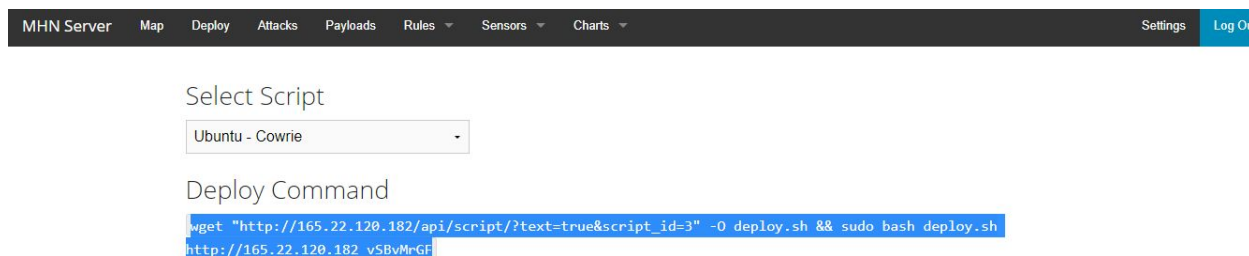 MHN Server Map Deploy Attacks Payloads Rules Sensors Charts Settings Log
Select Script
Ubuntu - Cowrie
Deploy Command
wget "http://165.22.120.182/api/script/?text=true&script_id=3" -O deploy.sh && sudo bash deploy.sh
http://165.22.120.182 vSBvMrGF